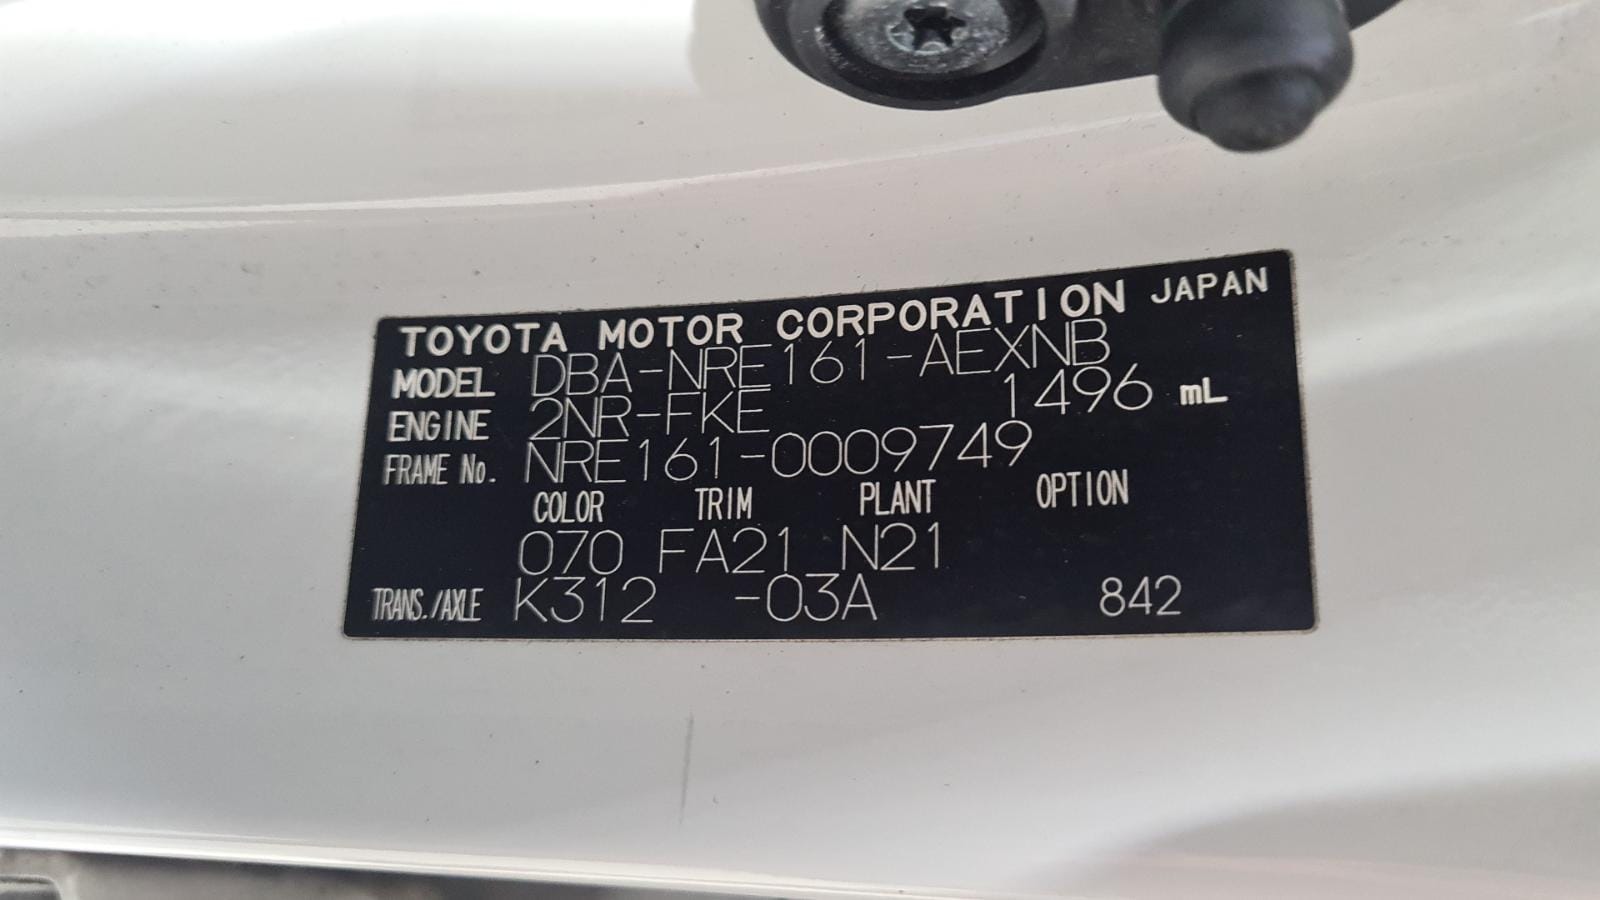 TOYOTA MOTOR CORPORATION JAPAN
MODEL DBA-NRE161-AEXNB
ENGINE 2NR-FKE 1496 mL
FRAME No. NRE161-0009749
COLOR TRIM PLANT OPTION
070 FA21 N21
TRANS./AXLE K312 -03A 842